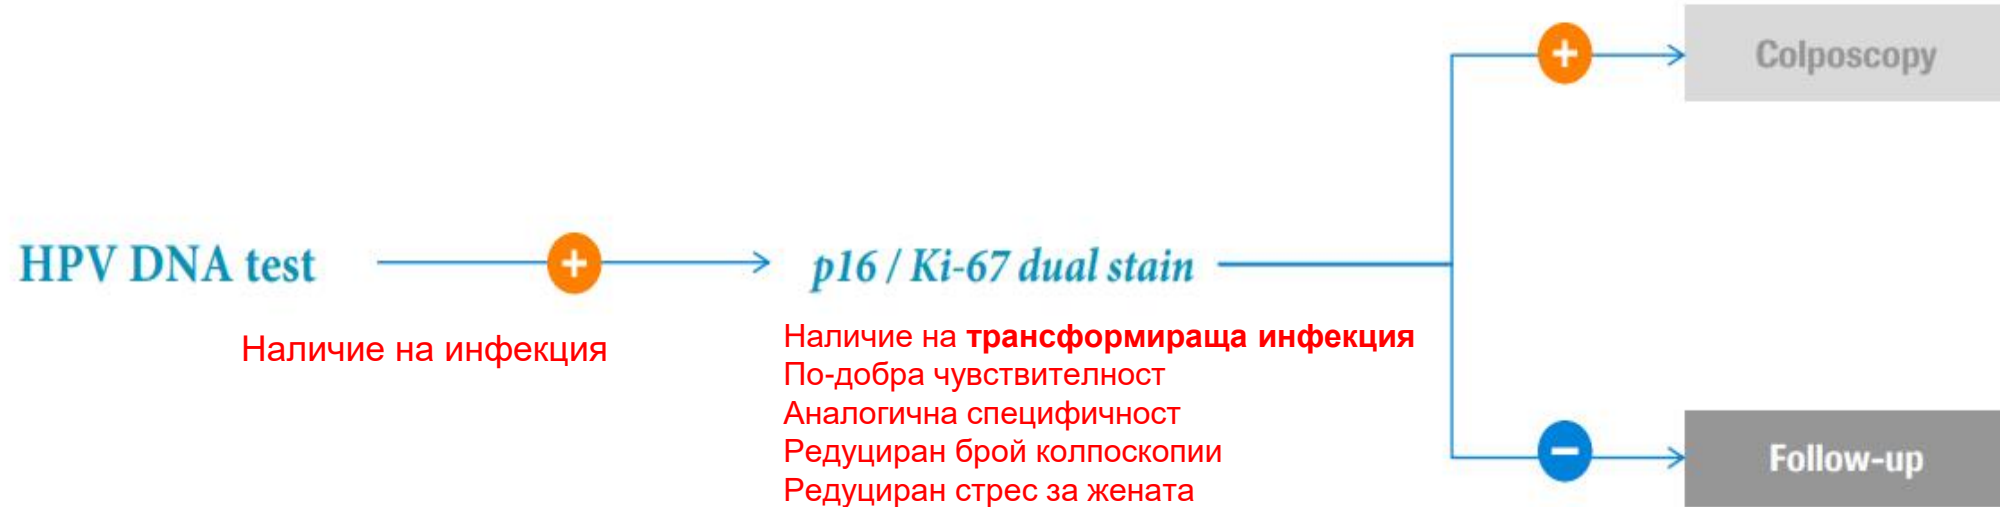 Colposcopy
HPV DNA test
p16 / Ki-67 dual stain
Наличие на инфекция
Наличие на трансформираща инфекция
По-добра чувствителност
Аналогична специфичност
Редуциран брой колпоскопии
Редуциран стрес за жената
Follow-up